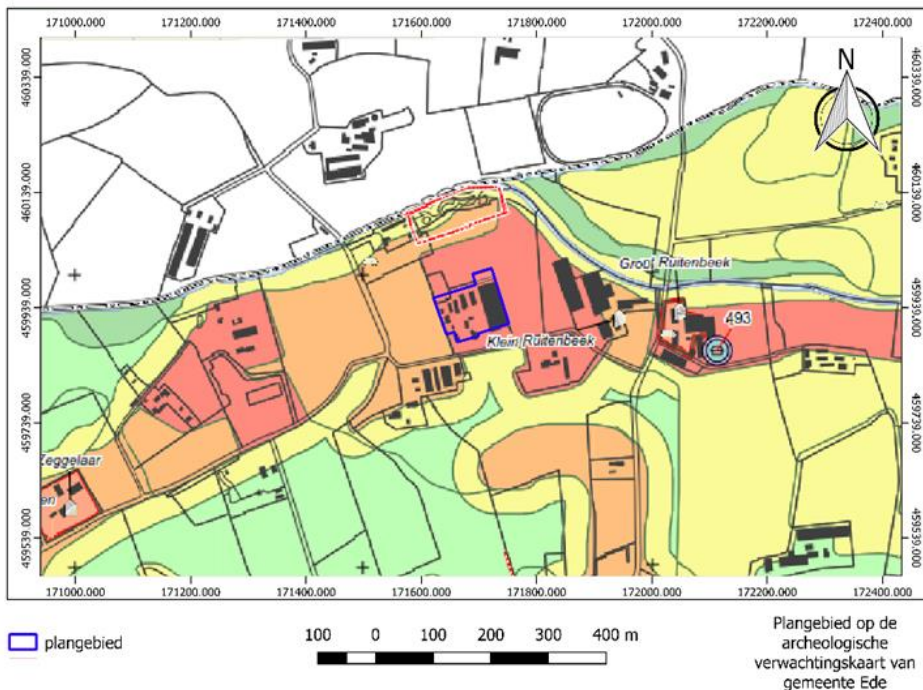 171000.000 171200.000 171400.000 171600.000 171800.000 172000.000 172200.000 172400.000
460339.000 460339.000
N
460139.000 460139.000
Groot Ruitenbeek
459939.000 459939.000
493
Klein Ruitenbeek
459739.000 459739.000
Zeggelaar
en
459539.000 459539.000
171000.000 171200.000 171400.000 171600.000 171800.000 172000.000 172200.000 172400.000
plangebied
100 0 100 200 300 400 m
Plangebied op de
archeologische
verwachtingskaart van
gemeente Ede